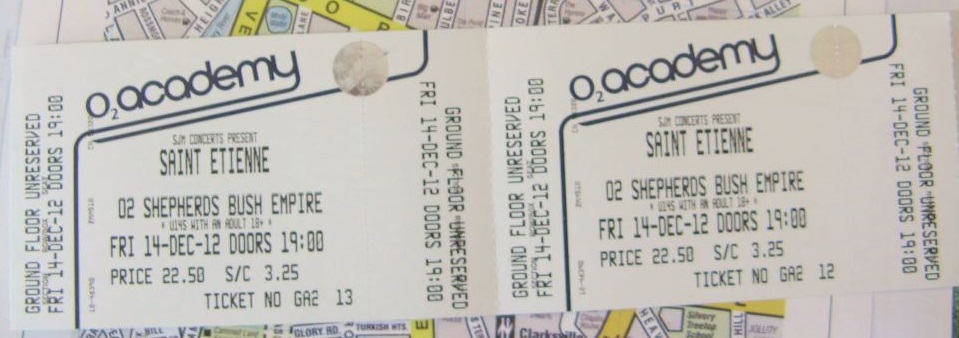 GROUND FLOOR UNRESERVED
FRI 14-DEC-12 DOORS 19:00
O2 academy
SJM CONCERTS PRESENT
SAINT ETIENNE
O2 SHEPHERDS BUSH EMPIRE
* U14S WITH AN ADULT 18+ *
FRI 14-DEC-12 DOORS 19:00
PRICE 22.50 S/C 3.25
TICKET NO GA2 13
FRI 14-DEC-12 DOORS 19:00
GROUND FLOOR UNRESERVED
GROUND FLOOR UNRESERVED
FRI 14-DEC-12 DOORS 19:00
O2 academy
SJM CONCERTS PRESENT
SAINT ETIENNE
O2 SHEPHERDS BUSH EMPIRE
* U14S WITH AN ADULT 18+ *
FRI 14-DEC-12 DOORS 19:00
PRICE 22.50 S/C 3.25
TICKET NO GA2 12
FRI 14-DEC-12 DOORS 19:00
GROUND FLOOR UNRESERVED
GLORY RD.
TURKISH HTS.
Silvery
Treetop
School
HILL
JOLLITY